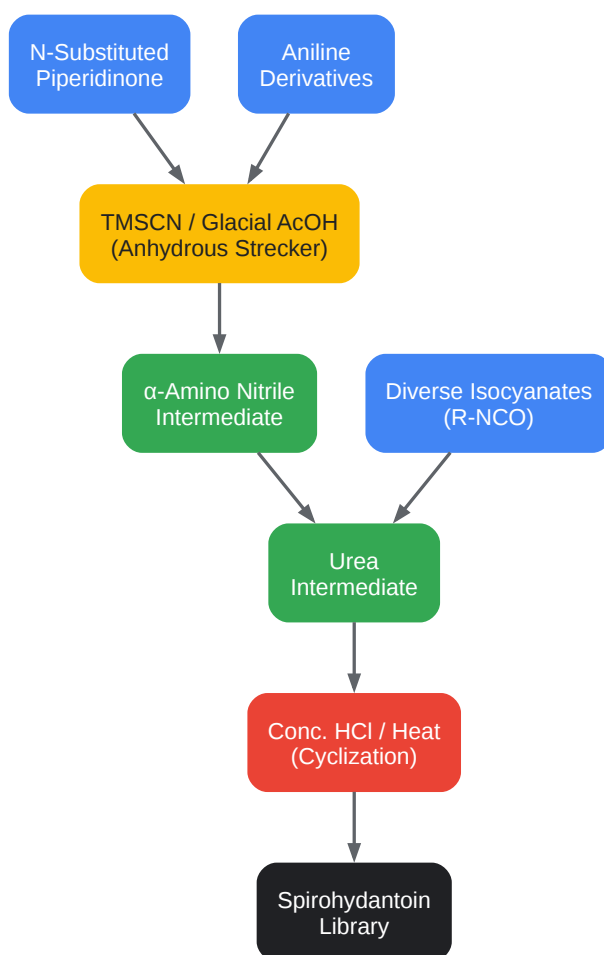 N-Substituted
Piperidinone
Aniline
Derivatives
TMSCN / Glacial AcOH
(Anhydrous Strecker)
α-Amino Nitrile
Intermediate
Diverse Isocyanates
(R-NCO)
Urea
Intermediate
Conc. HCl / Heat
(Cyclization)
Spirohydantoin
Library